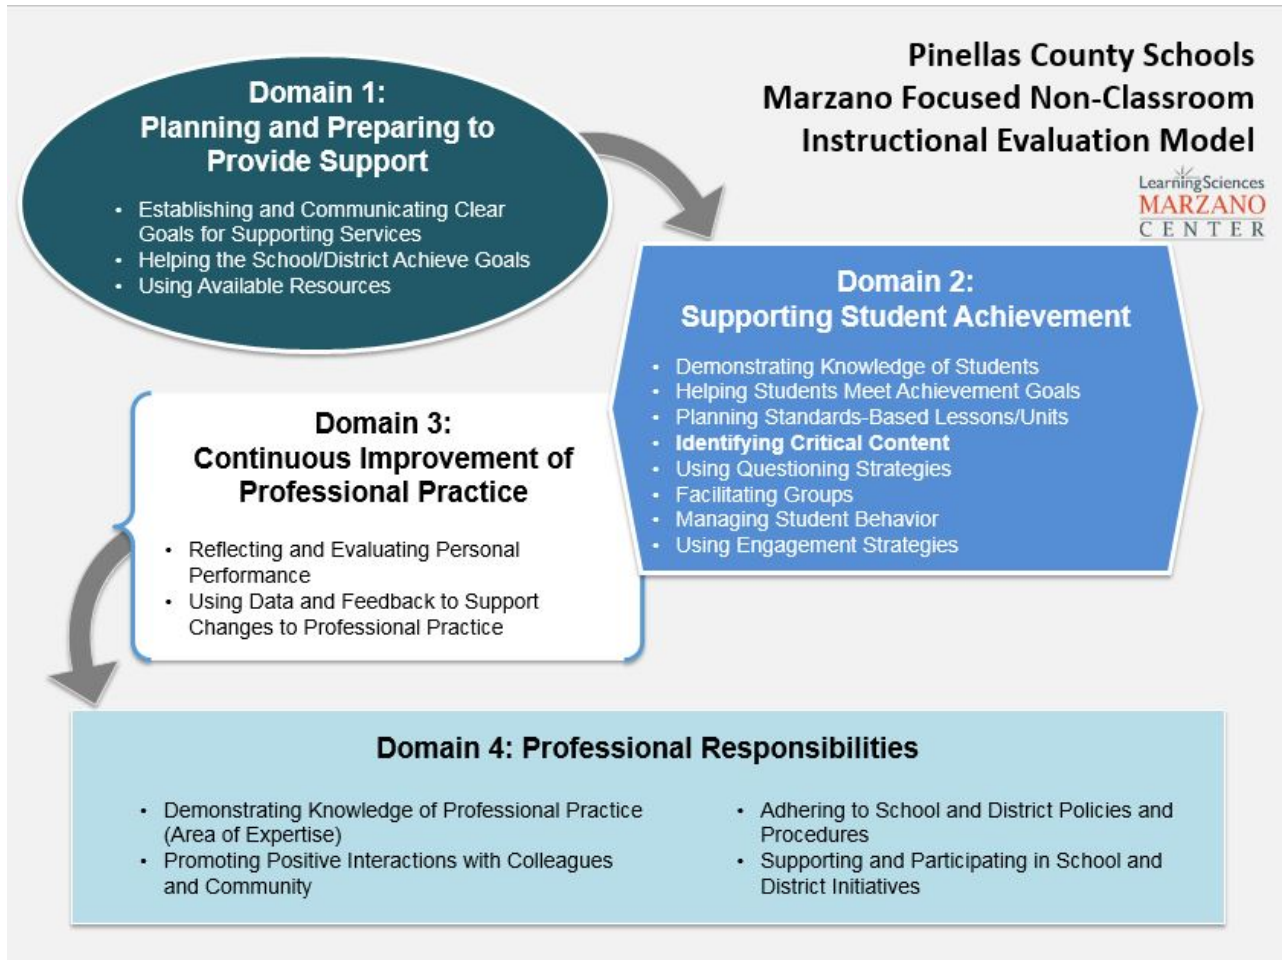 Pinellas County Schools
Marzano Focused Non-Classroom
Instructional Evaluation Model
LearningSciences
MARZANO
CENTER
Domain 1:
Planning and Preparing to
Provide Support
• Establishing and Communicating Clear
Goals for Supporting Services
• Helping the School/District Achieve Goals
• Using Available Resources
Domain 2:
Supporting Student Achievement
• Demonstrating Knowledge of Students
• Helping Students Meet Achievement Goals
• Planning Standards-Based Lessons/Units
• Identifying Critical Content
• Using Questioning Strategies
• Facilitating Groups
• Managing Student Behavior
• Using Engagement Strategies
Domain 3:
Continuous Improvement of
Professional Practice
• Reflecting and Evaluating Personal
Performance
• Using Data and Feedback to Support
Changes to Professional Practice
Domain 4: Professional Responsibilities
• Demonstrating Knowledge of Professional Practice
(Area of Expertise)
• Promoting Positive Interactions with Colleagues
and Community
• Adhering to School and District Policies and
Procedures
• Supporting and Participating in School and
District Initiatives